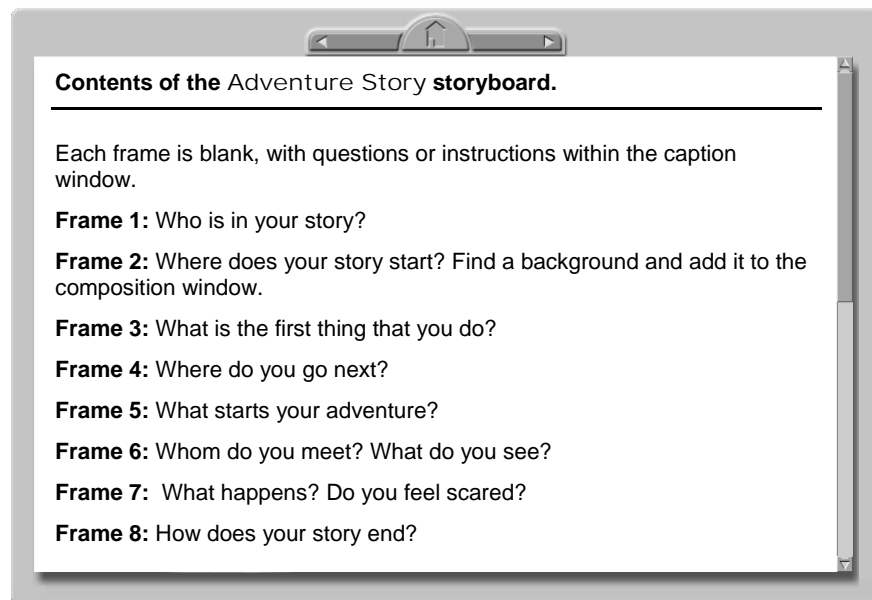 Contents of the Adventure Story storyboard.
Each frame is blank, with questions or instructions within the caption
window.
Frame 1: Who is in your story?
Frame 2: Where does your story start? Find a background and add it to the
composition window.
Frame 3: What is the first thing that you do?
Frame 4: Where do you go next?
Frame 5: What starts your adventure?
Frame 6: Whom do you meet? What do you see?
Frame 7: What happens? Do you feel scared?
Frame 8: How does your story end?